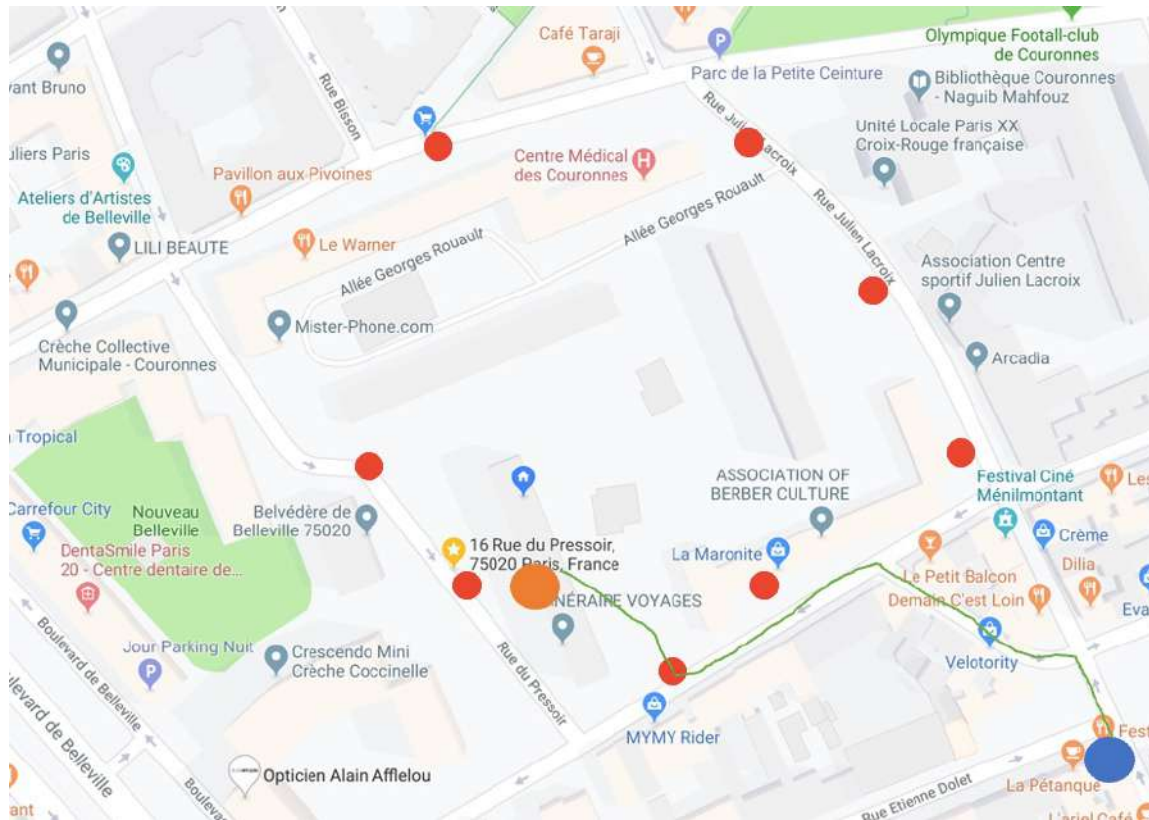 Café Taraji
Olympique Footall-club
de Couronnes
Parc de la Petite Ceinture
Bibliothèque Couronnes
- Naguib Mahfouz
vant Bruno
Rue Bisson
Rue Julien Lacroix
Unité Locale Paris XX
Croix-Rouge française
uliers Paris
Centre Médical
des Couronnes
Pavillon aux Pivoines
Ateliers d'Artistes
de Belleville
Allée Georges Rouault
Rue Julien Lacroix
LILI BEAUTE
Le Warner
Allée Georges Rouault
Association Centre
sportif Julien Lacroix
Mister-Phone.com
Crèche Collective
Municipale - Couronnes
Arcadia
Tropical
ASSOCIATION OF
BERBER CULTURE
Festival Ciné
Ménilmontant
Les
Carrefour City
Nouveau
Belleville
Belvédère de
Belleville 75020
DentaSmile Paris
20 - Centre dentaire de...
16 Rue du Pressoir,
75020 Paris, France
La Maronite
Crème
Le Petit Balcon
Dilia
NÉRAIRE VOYAGES
Demain C'est Loin
Eva
Jour Parking Nuit
Crescendo Mini
Crèche Coccinelle
Velotority
Boulevard de Belleville
Rue du Pressoir
Boulevard de Belleville
MYMY Rider
Fest
Opticien Alain Afflelou
La Pétanque
Boulev
Rue Etienne Dolet
L'ariel Café
ant